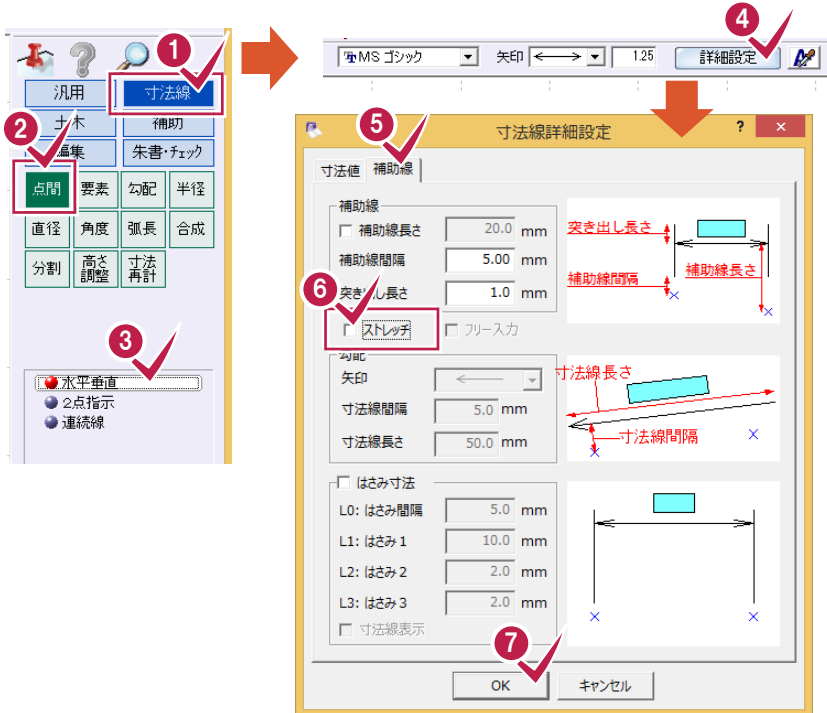 1
汎用 寸法線
土木 補助
2
編集 朱書・チェック
点間 要素 勾配 半径
直径 角度 弧長 合成
分割 高さ調整 寸法再計
3
水平垂直
2点指示
連続線
4
MS ゴシック 矢印 1.25 詳細設定
寸法線詳細設定 ? ×
5
寸法値 補助線
補助線
補助線長さ 20.0 mm
補助線間隔 5.00 mm
6
突き出し長さ 1.0 mm
ストレッチ フリー入力
勾配
矢印
寸法線間隔 5.0 mm
寸法線長さ 50.0 mm
はさみ寸法
L0: はさみ間隔 5.0 mm
L1: はさみ1 10.0 mm
L2: はさみ2 2.0 mm
L3: はさみ3 2.0 mm
寸法線表示
突き出し長さ
補助線間隔
補助線長さ
寸法線長さ
寸法線間隔
7
OK キャンセル